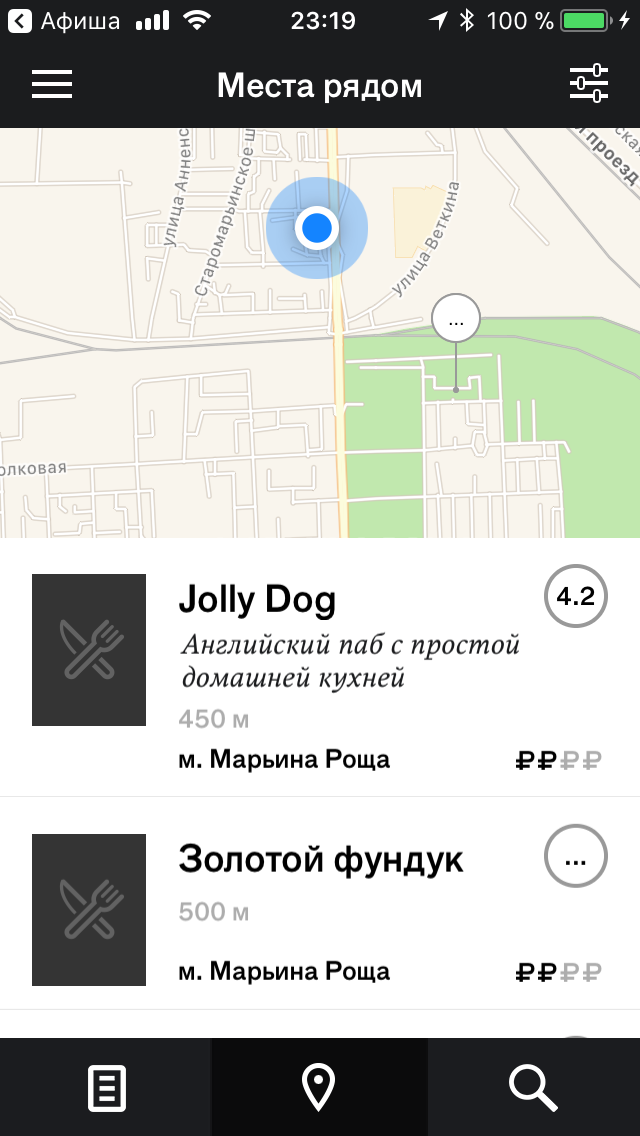 Афиша 23:19 100 %
Места рядом
улица Анненс
Старомарьинское ш
улица Веткина
й проезд
ская
...
олковая
Jolly Dog 4.2
Английский паб с простой
домашней кухней
450 м
м. Марьина Роща ₽₽₽₽
Золотой фундук ...
500 м
м. Марьина Роща ₽₽₽₽